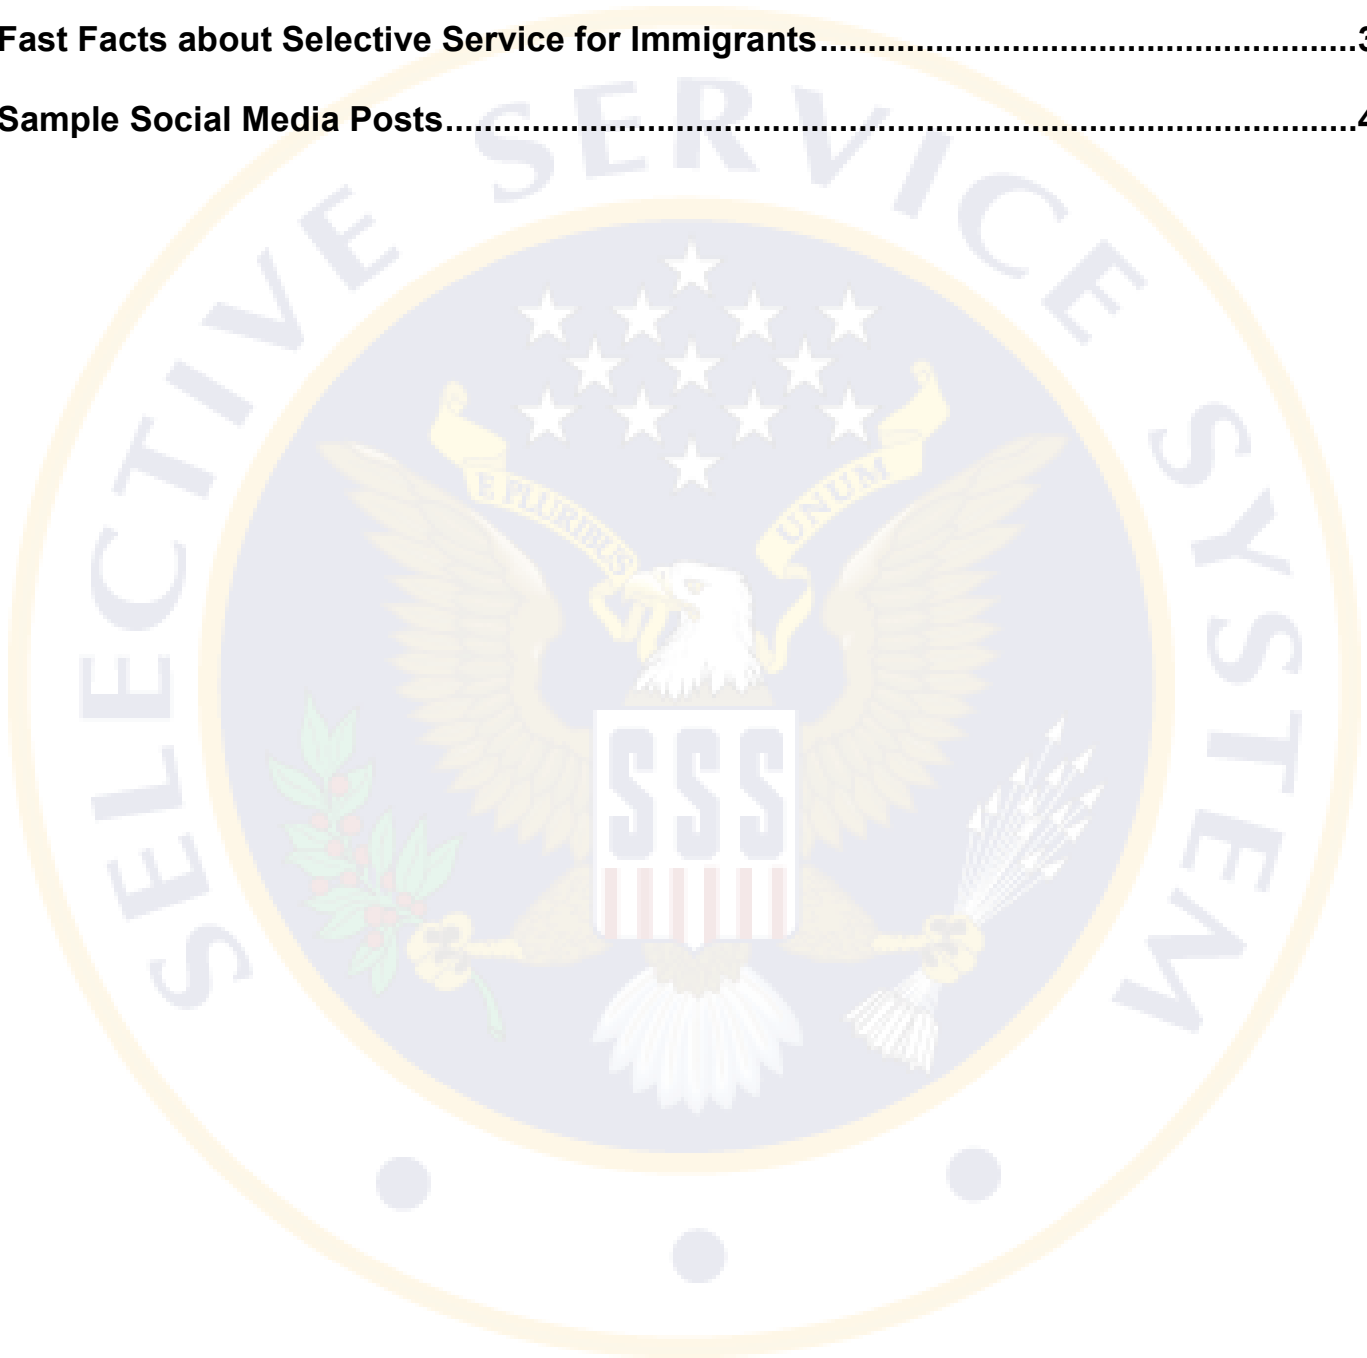 Fast Facts about Selective Service for Immigrants........................................................3
Sample Social Media Posts................................................................................................4
SELECTIVE SERVICE SYSTEM
E PLURIBUS UNUM
SSS